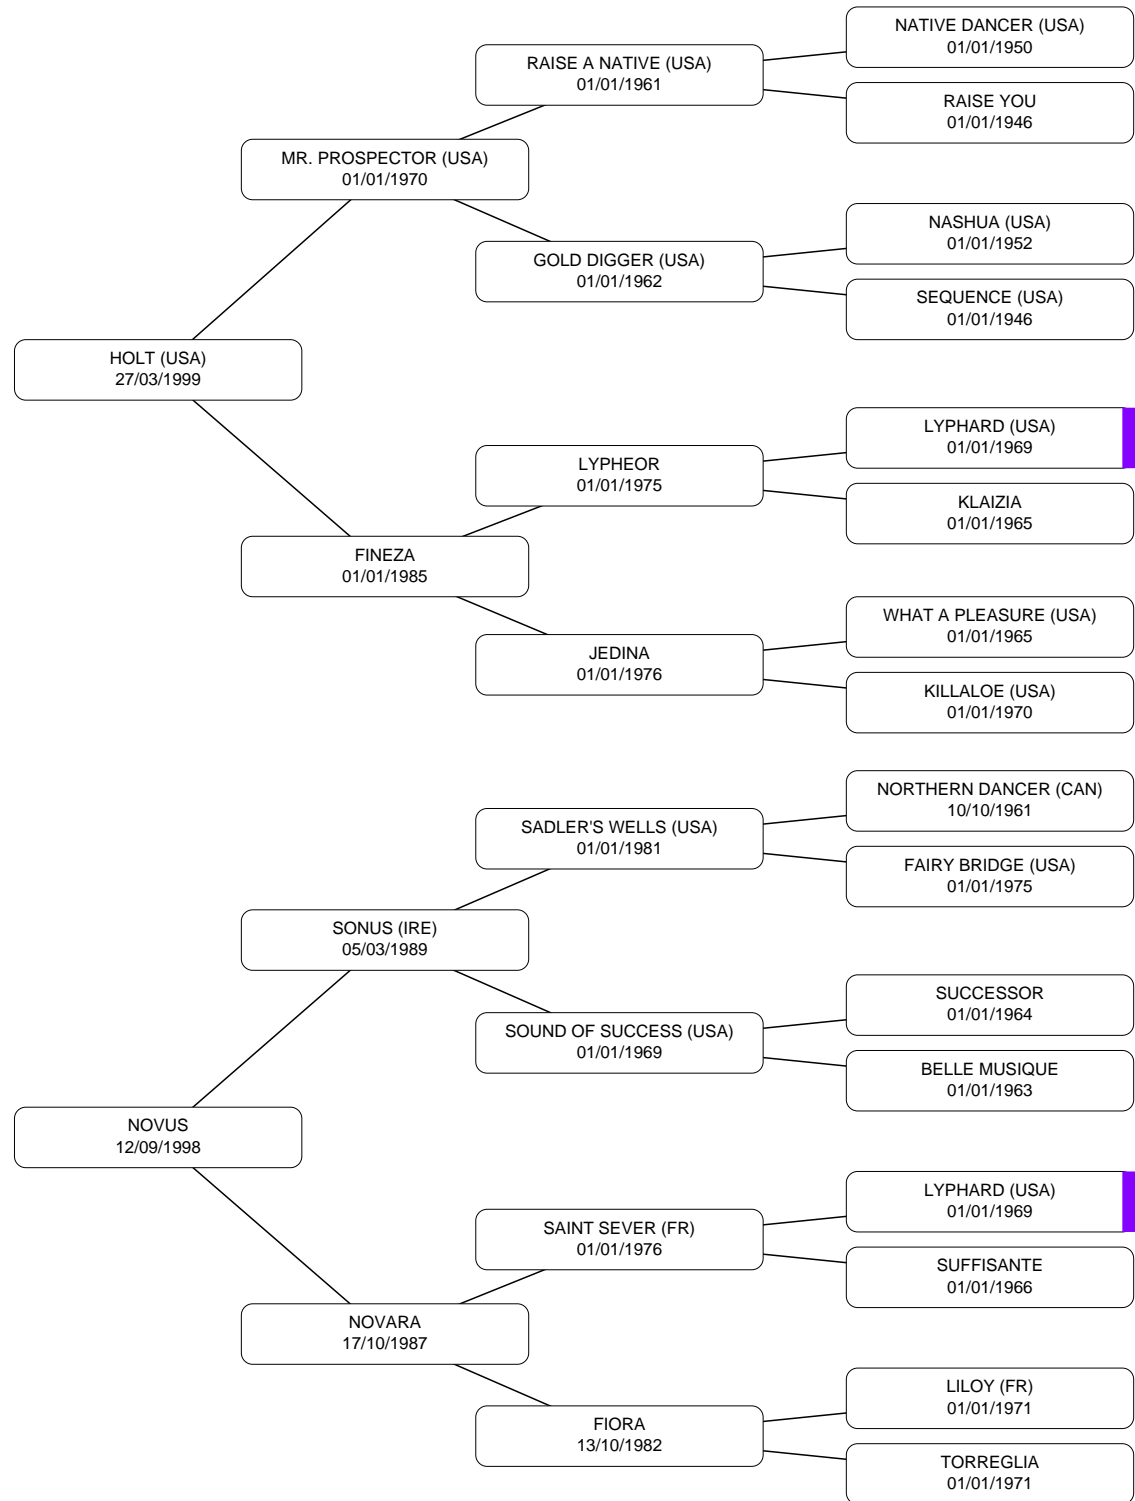 NATIVE DANCER (USA)
01/01/1950
RAISE A NATIVE (USA)
01/01/1961
RAISE YOU
01/01/1946
MR. PROSPECTOR (USA)
01/01/1970
NASHUA (USA)
01/01/1952
GOLD DIGGER (USA)
01/01/1962
SEQUENCE (USA)
01/01/1946
HOLT (USA)
27/03/1999
LYPHARD (USA)
01/01/1969
LYPHEOR
01/01/1975
KLAIZIA
01/01/1965
FINEZA
01/01/1985
WHAT A PLEASURE (USA)
01/01/1965
JEDINA
01/01/1976
KILLALOE (USA)
01/01/1970
NORTHERN DANCER (CAN)
10/10/1961
SADLER'S WELLS (USA)
01/01/1981
FAIRY BRIDGE (USA)
01/01/1975
SONUS (IRE)
05/03/1989
SUCCESSOR
01/01/1964
SOUND OF SUCCESS (USA)
01/01/1969
BELLE MUSIQUE
01/01/1963
NOVUS
12/09/1998
LYPHARD (USA)
01/01/1969
SAINT SEVER (FR)
01/01/1976
SUFFISANTE
01/01/1966
NOVARA
17/10/1987
LILOY (FR)
01/01/1971
FIORA
13/10/1982
TORREGLIA
01/01/1971